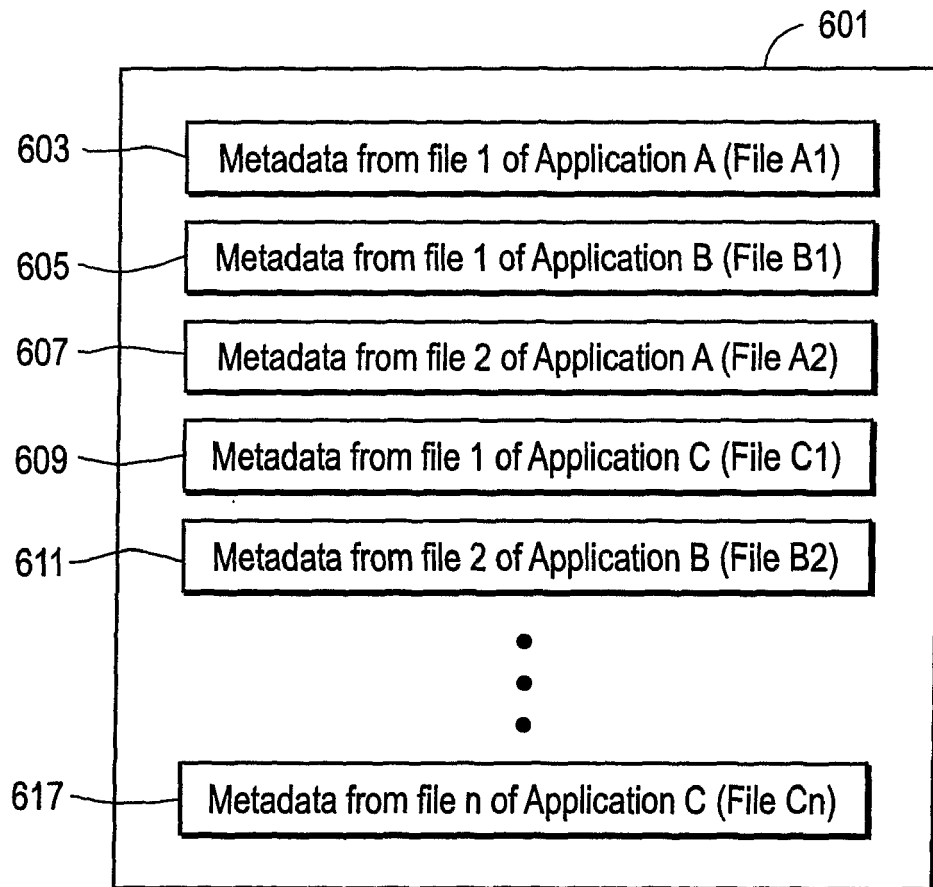 601
603 Metadata from file 1 of Application A (File A1)
605 Metadata from file 1 of Application B (File B1)
607 Metadata from file 2 of Application A (File A2)
609 Metadata from file 1 of Application C (File C1)
611 Metadata from file 2 of Application B (File B2)
617 Metadata from file n of Application C (File Cn)